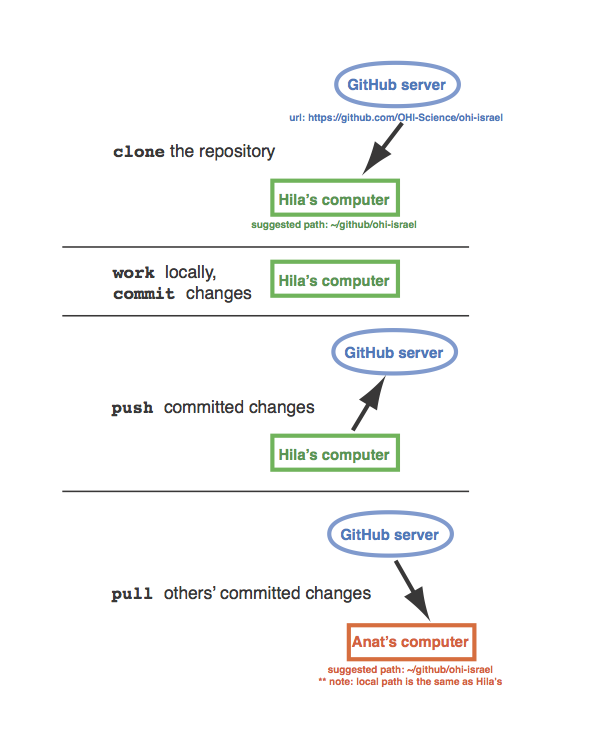 GitHub server
url: https://github.com/OHI-Science/ohi-israel
clone the repository
Hila's computer
suggested path: ~/github/ohi-israel
work locally,
commit changes
Hila's computer
GitHub server
push committed changes
Hila's computer
GitHub server
pull others' committed changes
Anat's computer
suggested path: ~/github/ohi-israel
** note: local path is the same as Hila's